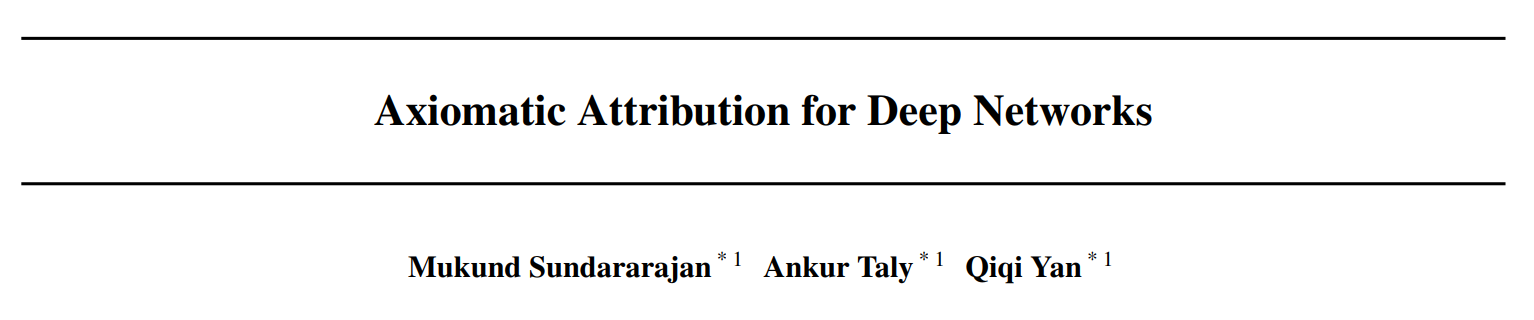 Axiomatic Attribution for Deep Networks
Mukund Sundararajan * 1 Ankur Taly * 1 Qiqi Yan * 1